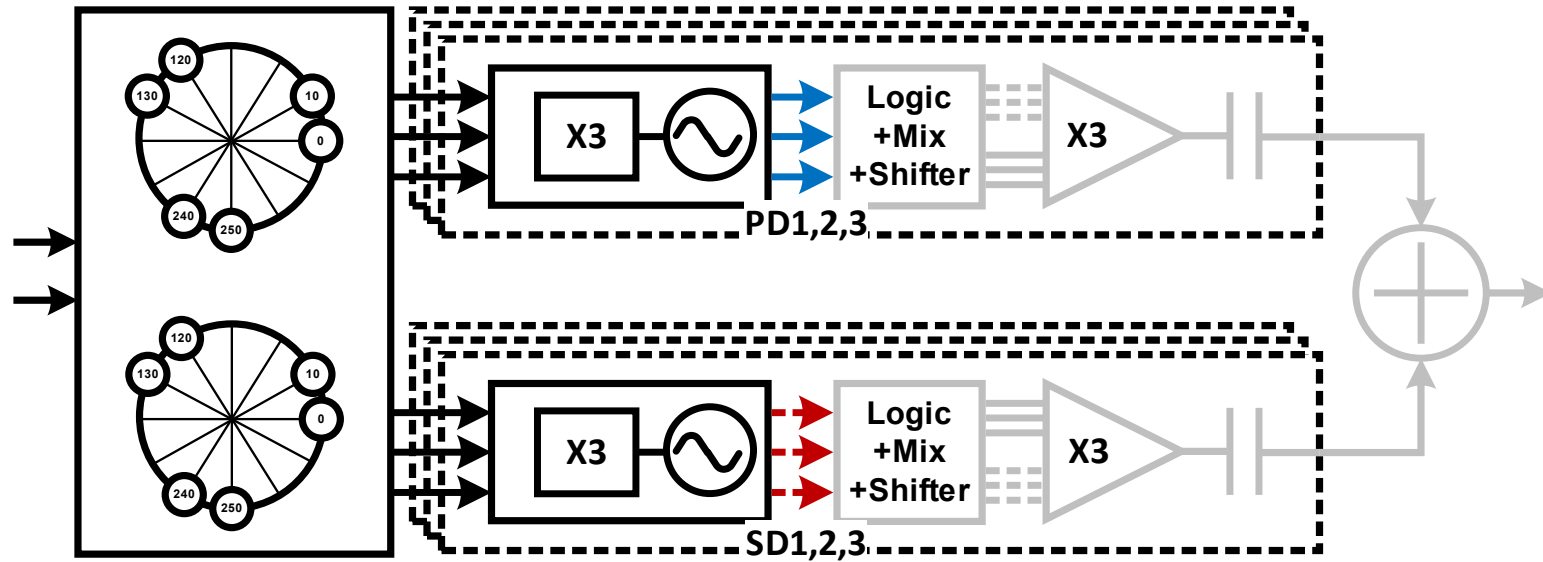 120
130
10
0
240
250
X3
Logic
+Mix
+Shifter
X3
PD1,2,3
120
130
10
0
240
250
X3
Logic
+Mix
+Shifter
X3
SD1,2,3